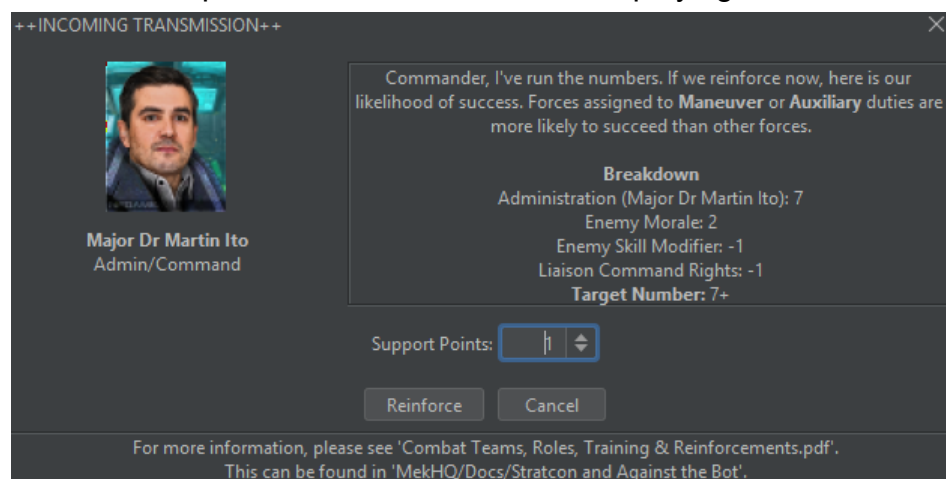 ++INCOMING TRANSMISSION++
Commander, I've run the numbers. If we reinforce now, here is our
likelihood of success. Forces assigned to Maneuver or Auxiliary duties are
more likely to succeed than other forces.
Breakdown
Administration (Major Dr Martin Ito): 7
Enemy Morale: 2
Enemy Skill Modifier: -1
Liaison Command Rights: -1
Target Number: 7+
Major Dr Martin Ito
Admin/Command
Support Points: 1
Reinforce Cancel
For more information, please see 'Combat Teams, Roles, Training & Reinforcements.pdf'.
This can be found in 'MekHQ/Docs/Stratcon and Against the Bot'.